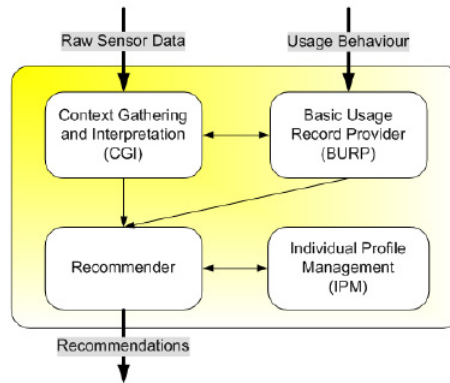 Raw Sensor Data
Usage Behaviour
Context Gathering
and Interpretation
(CGI)
Basic Usage
Record Provider
(BURP)
Recommender
Individual Profile
Management
(IPM)
Recommendations